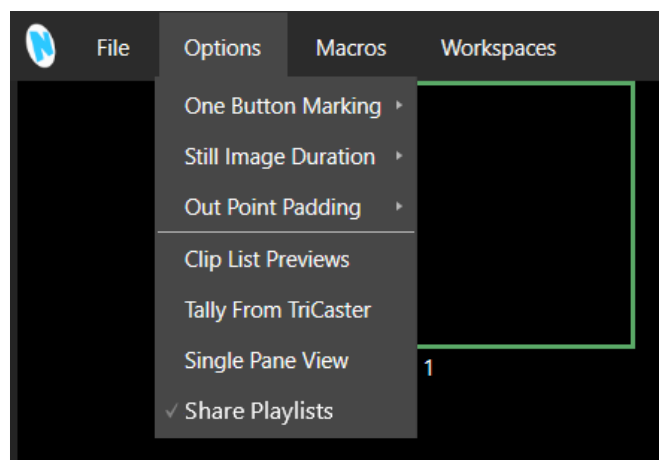 N File Options Macros Workspaces
One Button Marking
Still Image Duration
Out Point Padding
Clip List Previews
Tally From TriCaster
Single Pane View
1
Share Playlists